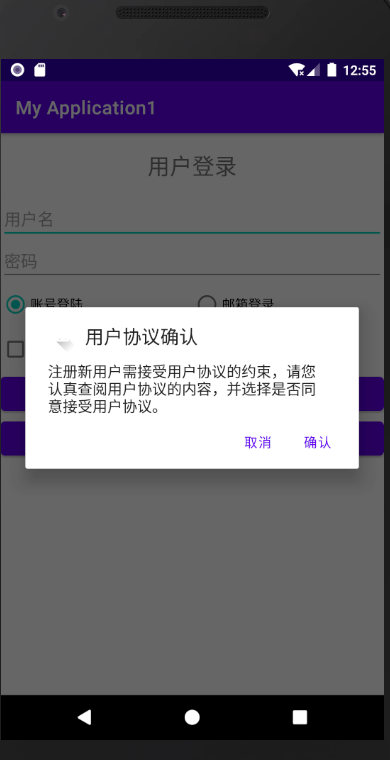 12:55
My Application1
用户登录
用户名
密码
账号登陆 邮箱登录
用户协议确认
注册新用户需接受用户协议的约束，请您
认真查阅用户协议的内容，并选择是否同
意接受用户协议。
取消 确认